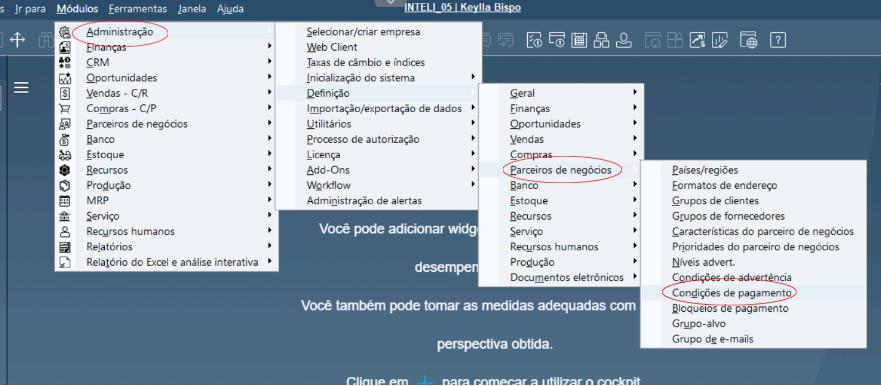 s Ir para Módulos Ferramentas Janela Ajuda
INTELI_05 | Keylla Bispo
Administração
Finanças
CRM
Oportunidades
Vendas - C/R
Compras - C/P
Parceiros de negócios
Banco
Estoque
Recursos
Produção
MRP
Serviço
Recursos humanos
Relatórios
Relatório do Excel e análise interativa
Selecionar/criar empresa
Web Client
Taxas de câmbio e índices
Inicialização do sistema
Definição
Importação/exportação de dados
Utilitários
Processo de autorização
Licença
Add-Ons
Workflow
Administração de alertas
Geral
Finanças
Oportunidades
Vendas
Compras
Parceiros de negócios
Banco
Estoque
Recursos
Serviço
Recursos humanos
Produção
Documentos eletrônicos
Países/regiões
Formatos de endereço
Grupos de clientes
Grupos de fornecedores
Características do parceiro de negócios
Prioridades do parceiro de negócios
Níveis advert.
Condições de advertência
Condições de pagamento
Bloqueios de pagamento
Grupo-alvo
Grupo de e-mails
Você pode adicionar widg
desempen
Você também pode tomar as medidas adequadas com
perspectiva obtida.
Clique em + para começar a utilizar o cockpit